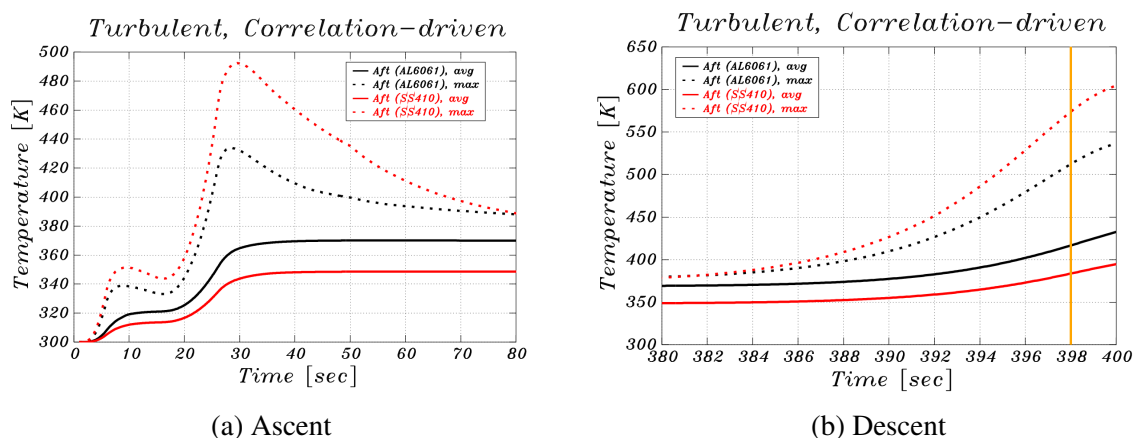 Turbulent, Correlation-driven
Temperature [K]
500
480
460
440
420
400
380
360
340
320
300
Aft (AL6061), avg
Aft (AL6061), max
Aft (SS410), avg
Aft (SS410), max
0 10 20 30 40 50 60 70 80
Time [sec]
(a) Ascent
Turbulent, Correlation-driven
Temperature [K]
650
600
550
500
450
400
350
300
Aft (AL6061), avg
Aft (AL6061), max
Aft (SS410), avg
Aft (SS410), max
380 382 384 386 388 390 392 394 396 398 400
Time [sec]
(b) Descent